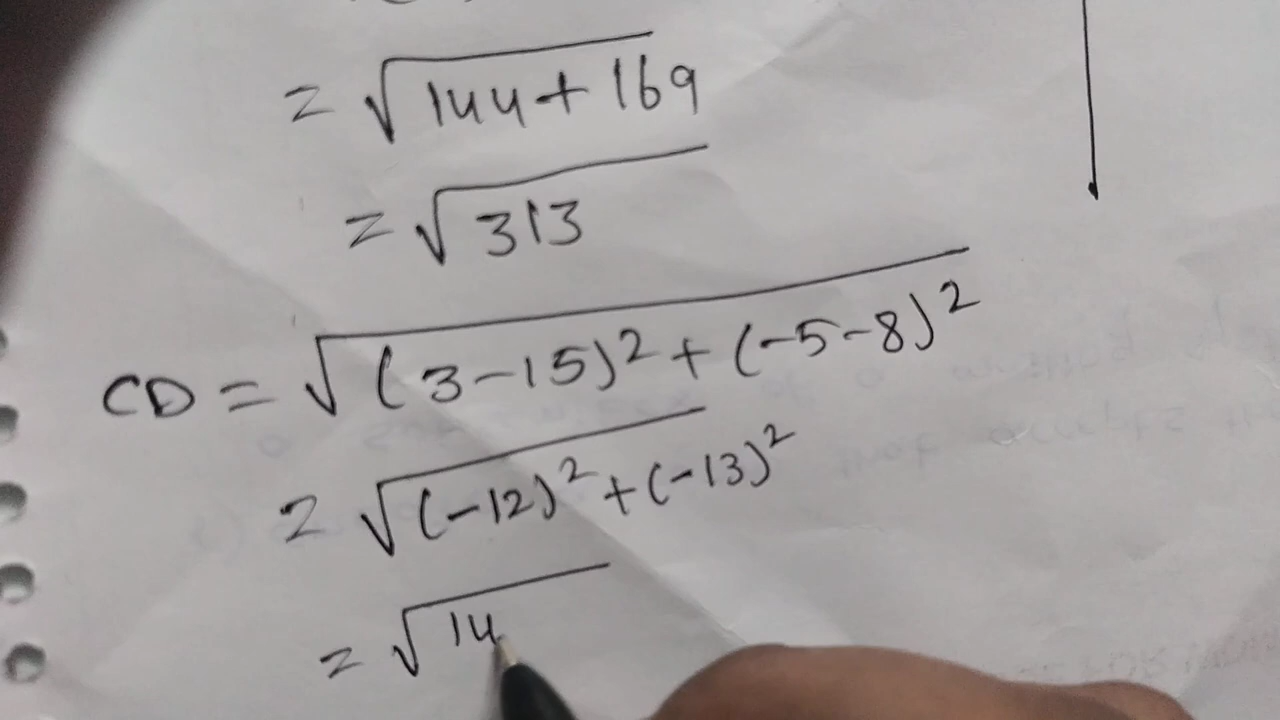 = √144 + 169
= √313
CD = √(3-15)² + (-5-8)²
= √(-12)² + (-13)²
= √14